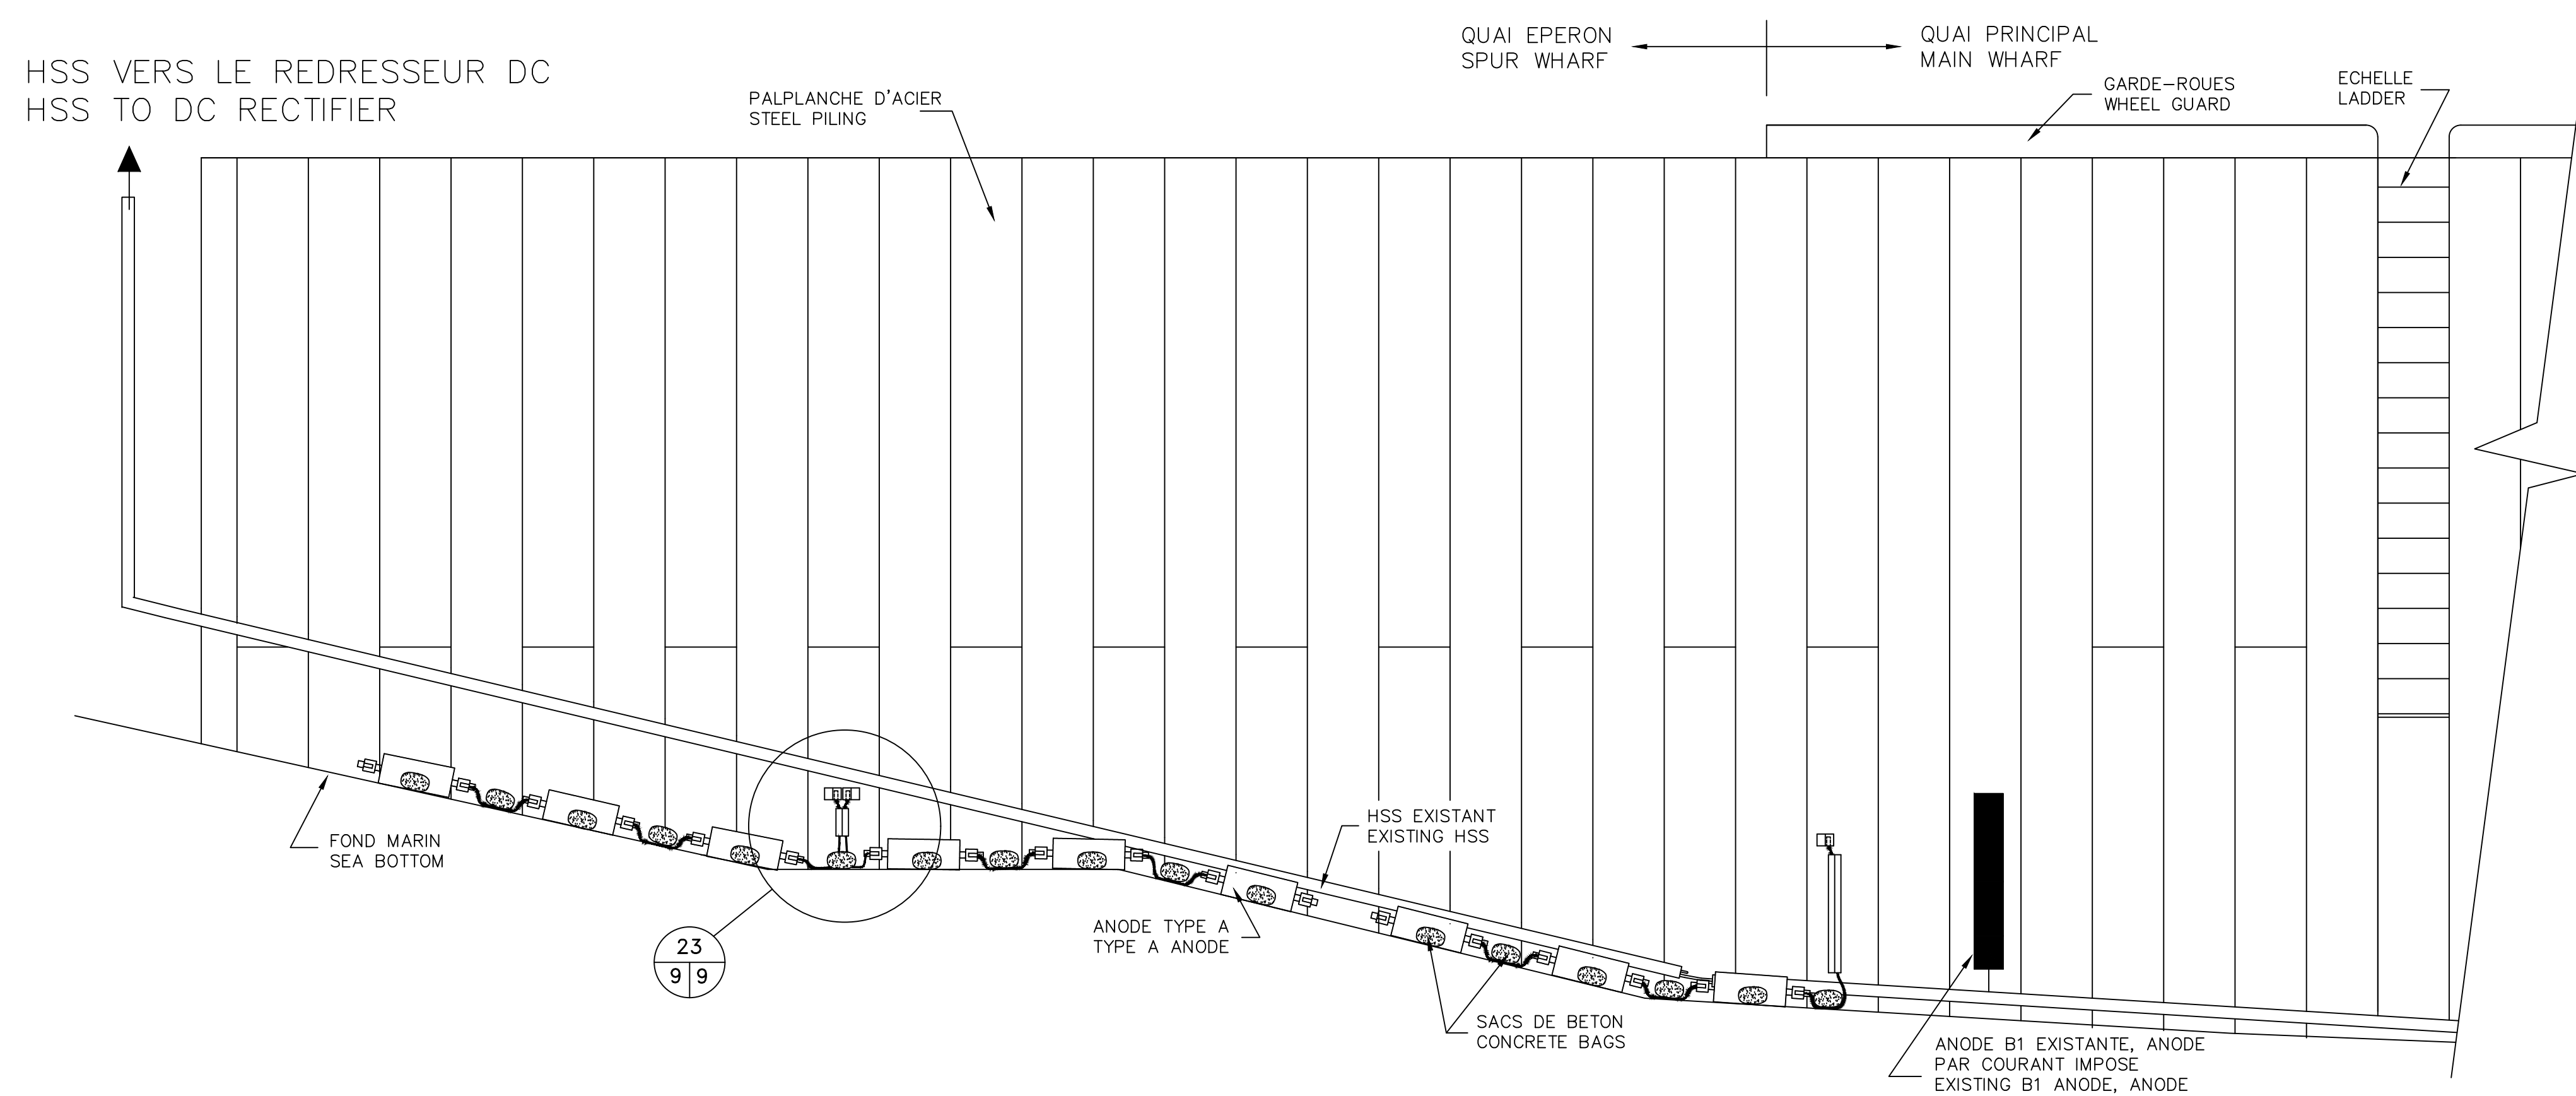 HSS VERS LE REDRESSEUR DC
HSS TO DC RECTIFIER
PALPLANCHE D'ACIER
STEEL PILING
QUAI EPERON
SPUR WHARF
QUAI PRINCIPAL
MAIN WHARF
GARDE-ROUES
WHEEL GUARD
ECHELLE
LADDER
FOND MARIN
SEA BOTTOM
23
9 9
HSS EXISTANT
EXISTING HSS
ANODE TYPE A
TYPE A ANODE
SACS DE BETON
CONCRETE BAGS
ANODE B1 EXISTANTE, ANODE
PAR COURANT IMPOSE
EXISTING B1 ANODE, ANODE